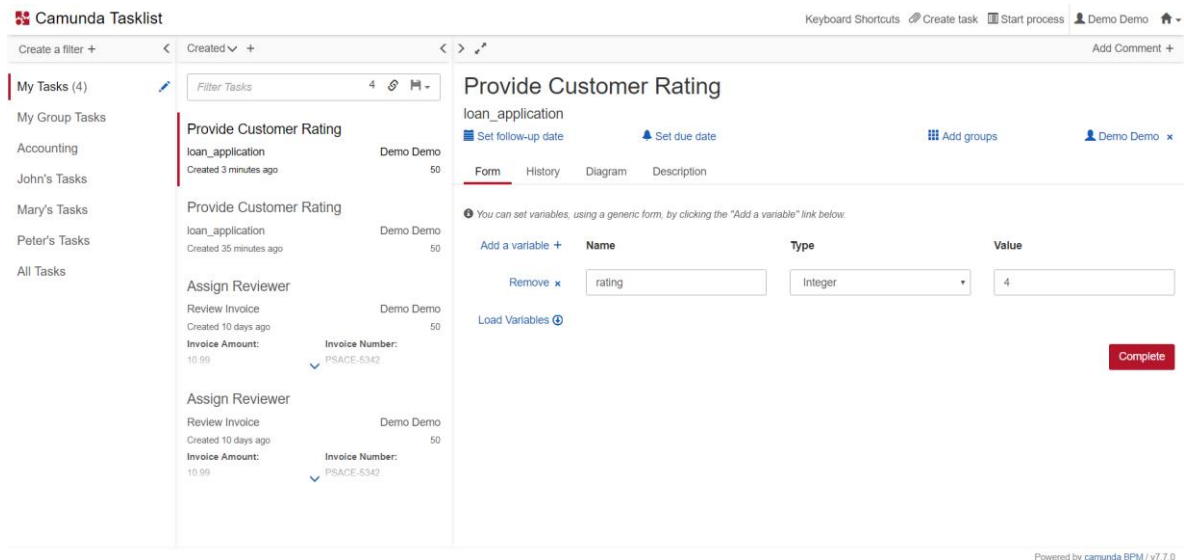 Camunda Tasklist
Keyboard Shortcuts Create task Start process Demo Demo
Create a filter +
Created +
Add Comment +
My Tasks (4)
My Group Tasks
Accounting
John's Tasks
Mary's Tasks
Peter's Tasks
All Tasks
Filter Tasks 4
Provide Customer Rating
loan_application Demo Demo
Created 3 minutes ago 50
Provide Customer Rating
loan_application Demo Demo
Created 35 minutes ago 50
Assign Reviewer
Review Invoice Demo Demo
Created 10 days ago 50
Invoice Amount: Invoice Number:
10.99 PSACE-5342
Assign Reviewer
Review Invoice Demo Demo
Created 10 days ago 50
Invoice Amount: Invoice Number:
10.99 PSACE-5342
Provide Customer Rating
loan_application
Set follow-up date Set due date Add groups Demo Demo ×
Form History Diagram Description
You can set variables, using a generic form, by clicking the "Add a variable" link below.
Add a variable + Name Type Value
Remove × rating Integer 4
Load Variables
Complete
Powered by camunda BPM / v7.7.0